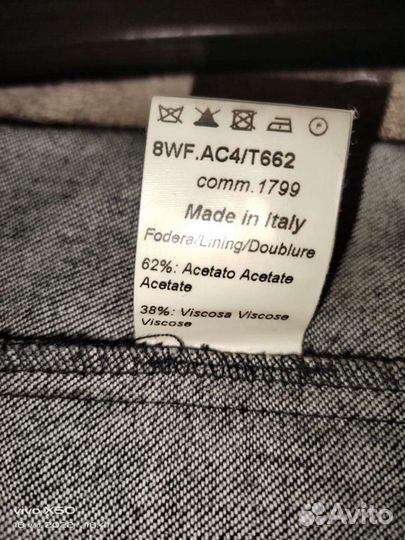 8WF.AC4/T662
comm.1799
Made in Italy
Fodera/Lining/Doublure
62%: Acetato Acetate
Acetate
38%: Viscosa Viscose
Viscose
vivo X50
Avito